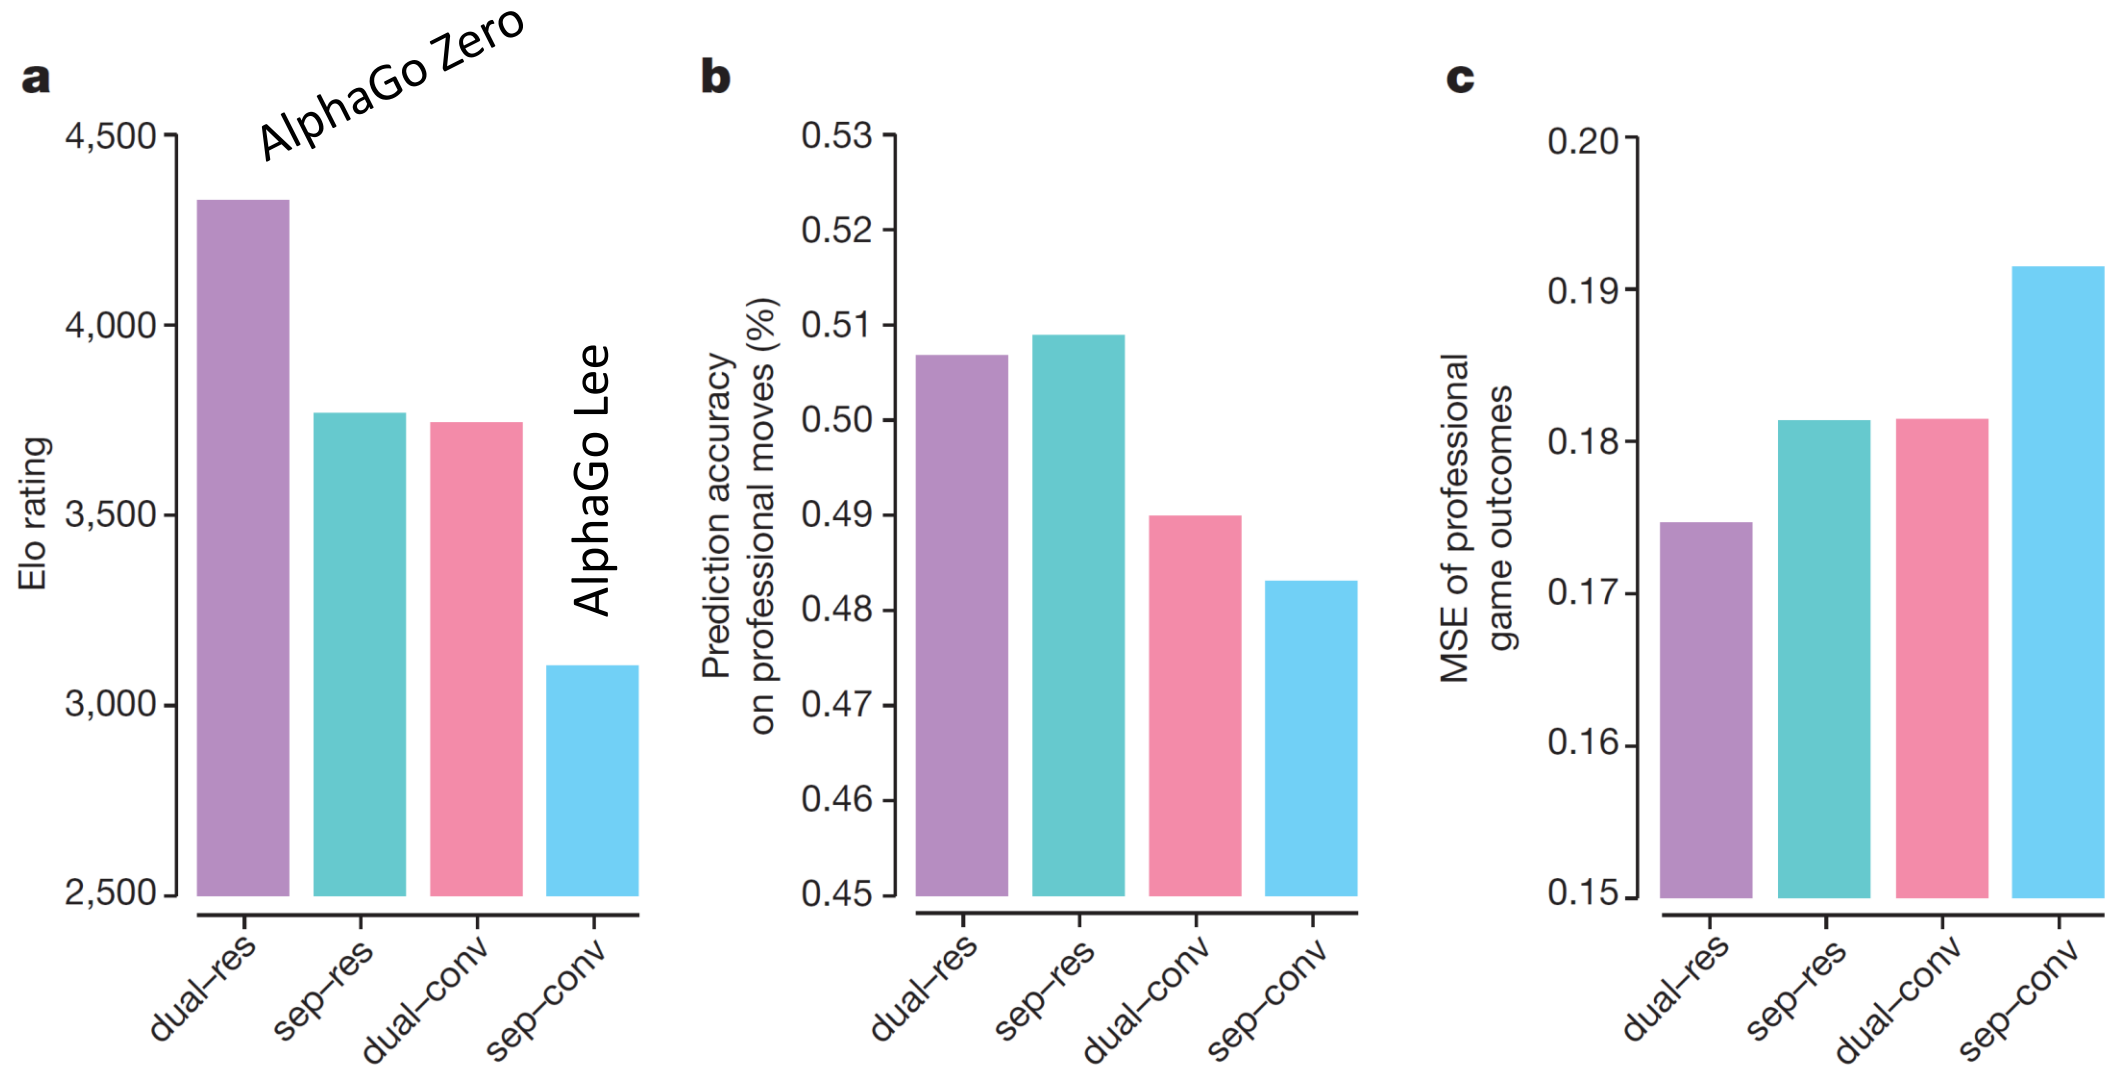 a
AlphaGo Zero
4,500
4,000
3,500
3,000
2,500
Elo rating
AlphaGo Lee
dual–res
sep–res
dual–conv
sep–conv
b
0.53
0.52
0.51
0.50
0.49
0.48
0.47
0.46
0.45
Prediction accuracy
on professional moves (%)
dual–res
sep–res
dual–conv
sep–conv
c
0.20
0.19
0.18
0.17
0.16
0.15
MSE of professional
game outcomes
dual–res
sep–res
dual–conv
sep–conv